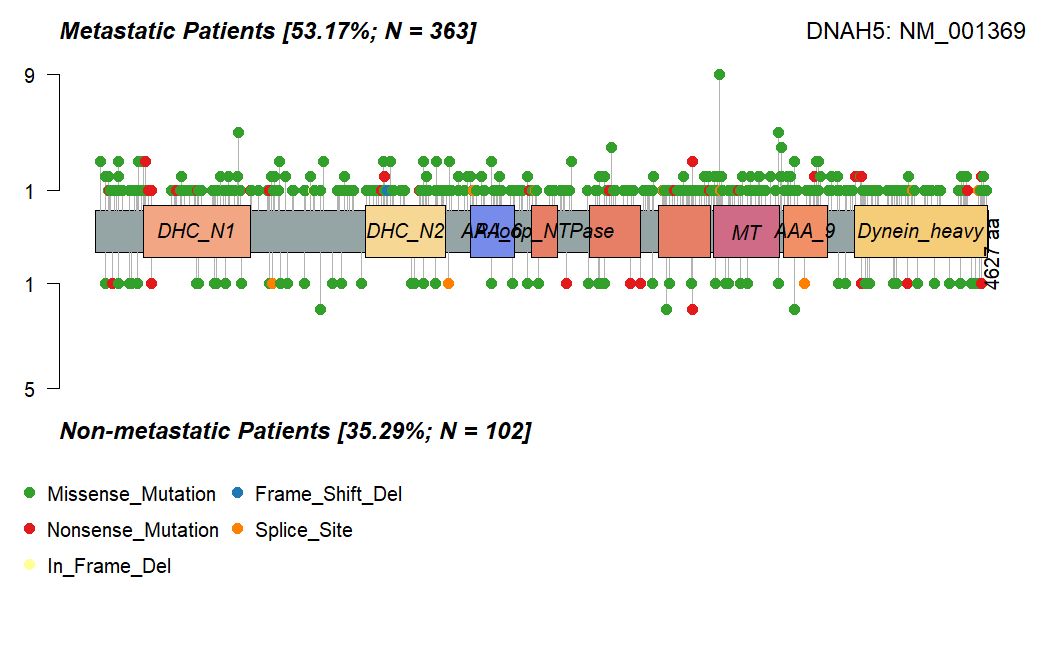 Metastatic Patients [53.17%; N = 363]
DNAH5: NM_001369
9
1
DHC_N1
DHC_N2
AAA_6
P-loop_NTPase
MT
AAA_9
Dynein_heavy
4627 aa
1
5
Non-metastatic Patients [35.29%; N = 102]
Missense_Mutation
Frame_Shift_Del
Nonsense_Mutation
Splice_Site
In_Frame_Del